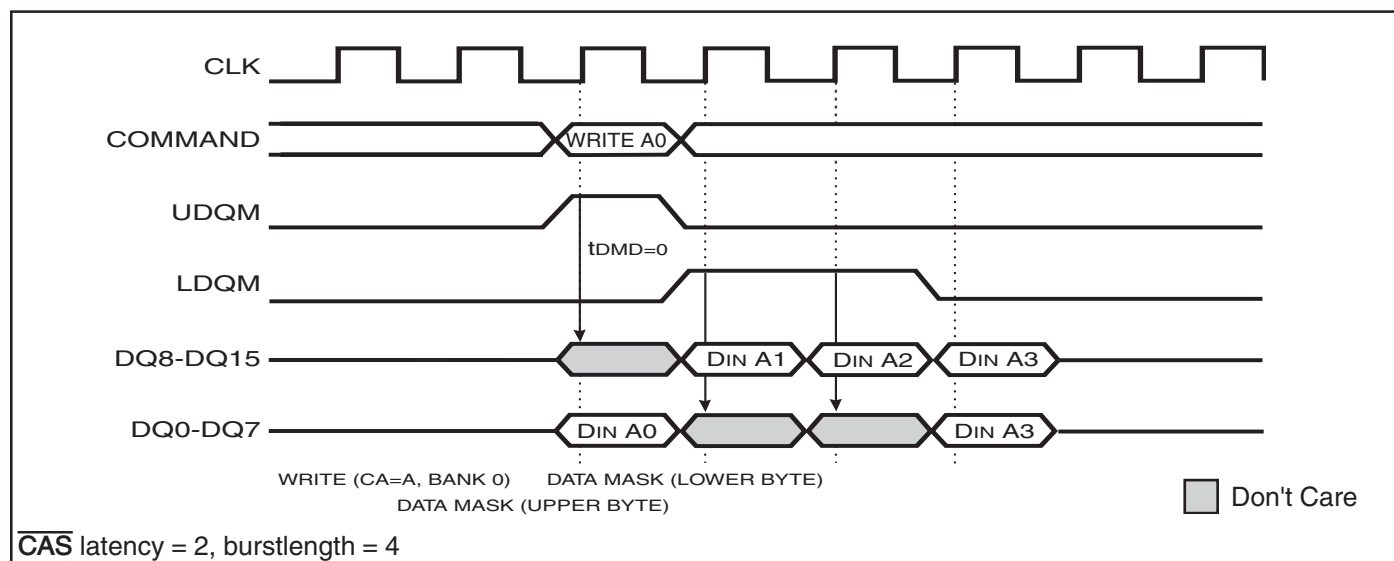 CLK
COMMAND WRITE A0
UDQM
tDMD=0
LDQM
DQ8-DQ15 DIN A1 DIN A2 DIN A3
DQ0-DQ7 DIN A0 DIN A3
WRITE (CA=A, BANK 0) DATA MASK (LOWER BYTE)
DATA MASK (UPPER BYTE)
Don't Care
CAS latency = 2, burstlength = 4